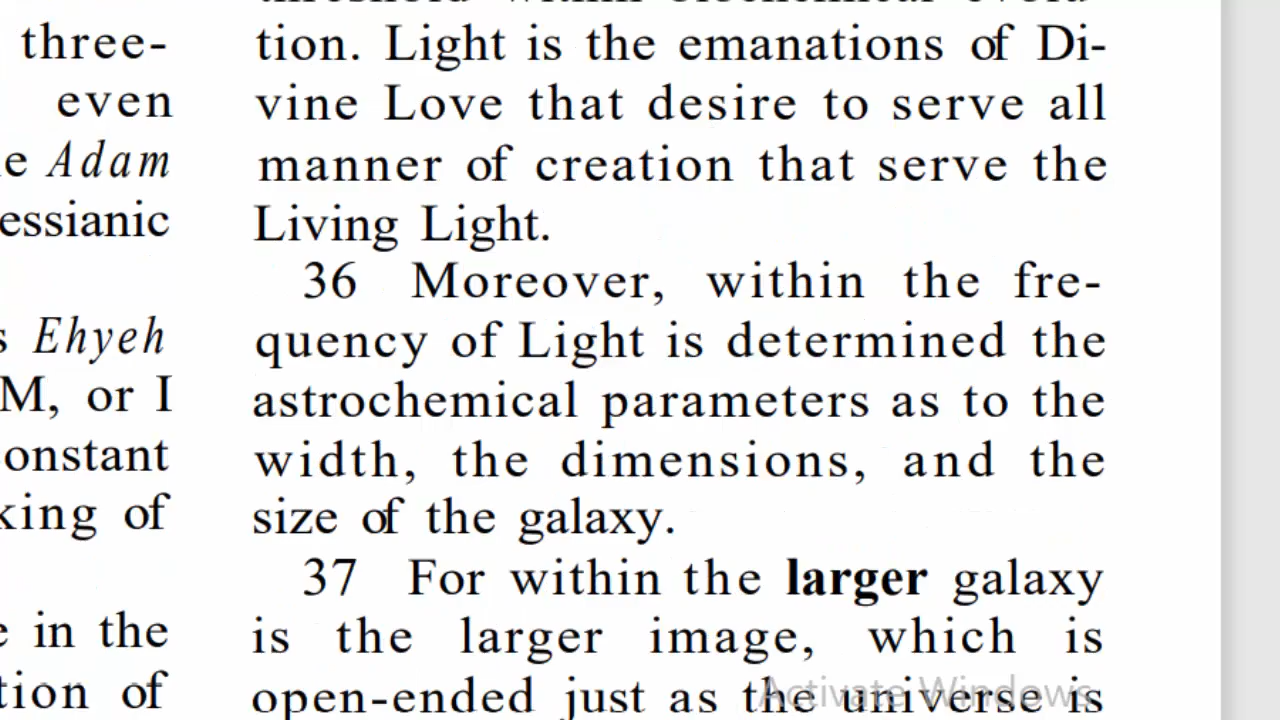 three-
even
Adam
essianic
Ehyeh
M, or I
onstant
king of
in the
tion of
threshold within biochemical evolu-
tion. Light is the emanations of Di-
vine Love that desire to serve all
manner of creation that serve the
Living Light.
36 Moreover, within the fre-
quency of Light is determined the
astrochemical parameters as to the
width, the dimensions, and the
size of the galaxy.
37 For within the larger galaxy
is the larger image, which is
open-ended just as the universe is
Activate Windows